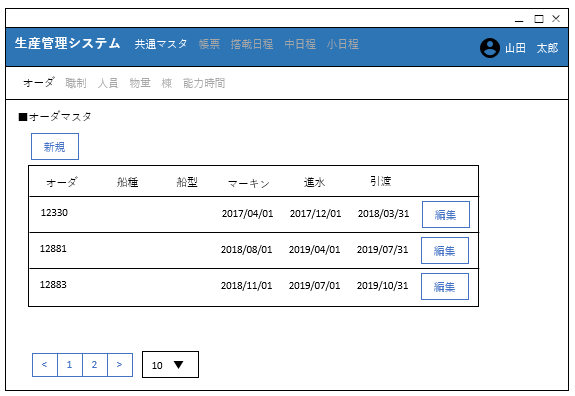 生産管理システム 共通マスタ 帳票 搭載日程 中日程 小日程 山田 太郎
オーダ 職制 人員 物量 棟 能力時間
■オーダマスタ
新規
オーダ 船種 船型 マーキン 進水 引渡
12330 2017/04/01 2017/12/01 2018/03/31 編集
12881 2018/08/01 2019/04/01 2019/07/31 編集
12883 2018/11/01 2019/07/01 2019/10/31 編集
< 1 2 > 10 ▼